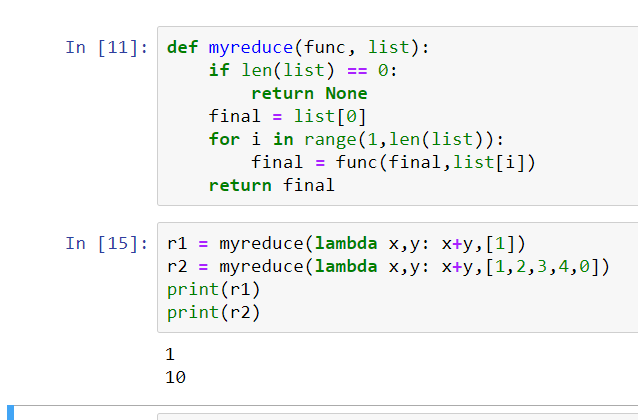 In [11]: def myreduce(func, list):
    if len(list) == 0:
        return None
    final = list[0]
    for i in range(1,len(list)):
        final = func(final,list[i])
    return final
In [15]: r1 = myreduce(lambda x,y: x+y,[1])
r2 = myreduce(lambda x,y: x+y,[1,2,3,4,0])
print(r1)
print(r2)
1
10